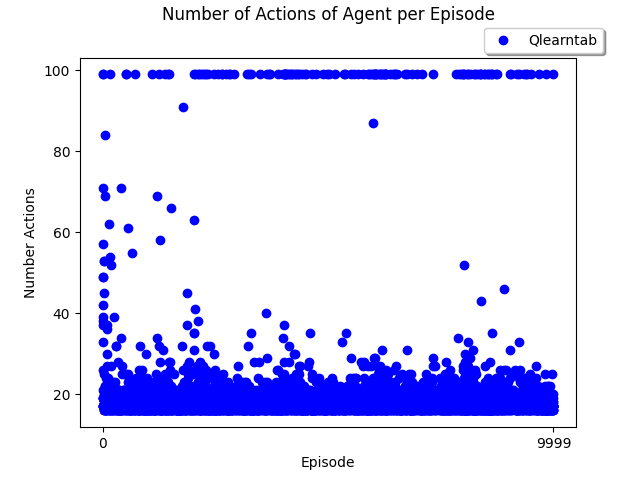 Number of Actions of Agent per Episode
Qlearntab
100
80
60
40
20
Number Actions
0
9999
Episode